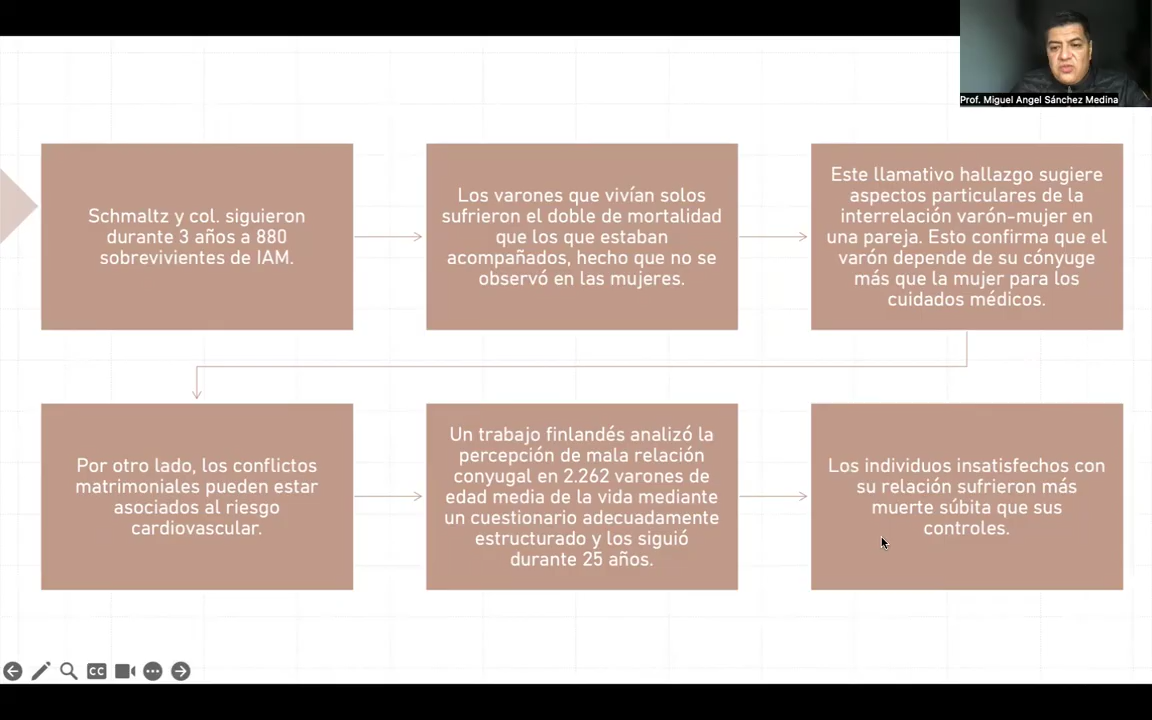 Prof. Miguel Angel Sánchez Medina
Schmaltz y col. siguieron
durante 3 años a 880
sobrevivientes de IAM.
Los varones que vivían solos
sufrieron el doble de mortalidad
que los que estaban
acompañados, hecho que no se
observó en las mujeres.
Este llamativo hallazgo sugiere
aspectos particulares de la
interrelación varón-mujer en
una pareja. Esto confirma que el
varón depende de su cónyuge
más que la mujer para los
cuidados médicos.
Por otro lado, los conflictos
matrimoniales pueden estar
asociados al riesgo
cardiovascular.
Un trabajo finlandés analizó la
percepción de mala relación
conyugal en 2.262 varones de
edad media de la vida mediante
un cuestionario adecuadamente
estructurado y los siguió
durante 25 años.
Los individuos insatisfechos con
su relación sufrieron más
muerte súbita que sus
controles.
CC